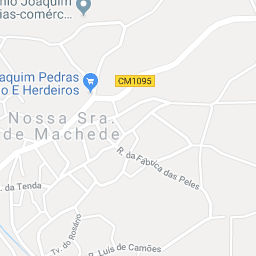 nio Joaquim
ias-comérc...
aquim Pedras
o E Herdeiros
CM1095
Nossa Sra.
de Machede
R. da Fábrica das Peles
. da Tenda
Tv. do Rosário
R. Luís de Camões